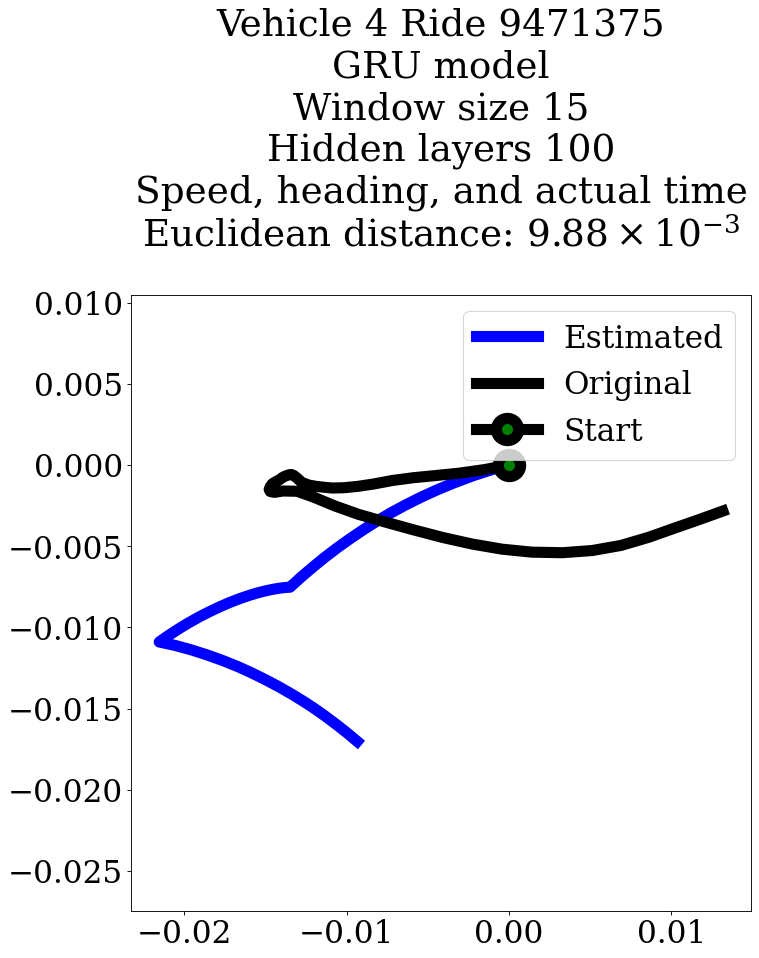 Vehicle 4 Ride 9471375
GRU model
Window size 15
Hidden layers 100
Speed, heading, and actual time
Euclidean distance: 9.88 × 10⁻³
Estimated
Original
Start
0.010
0.005
0.000
−0.005
−0.010
−0.015
−0.020
−0.025
−0.02 −0.01 0.00 0.01